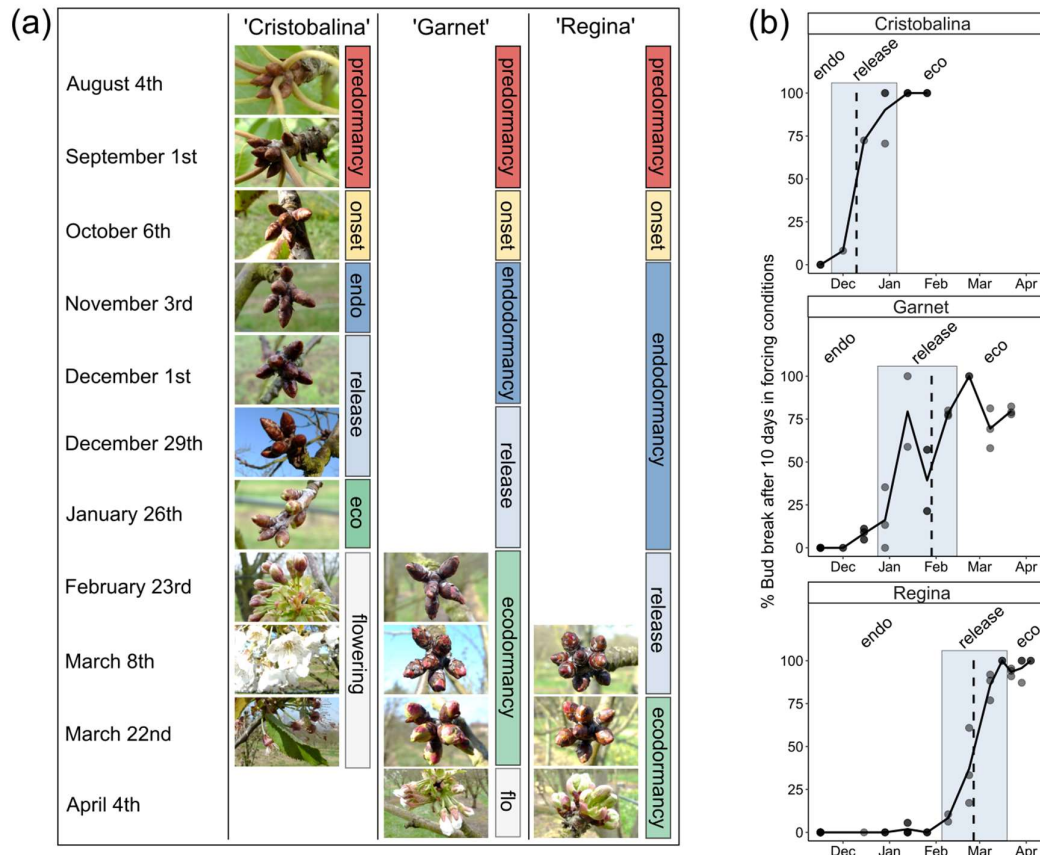 (a)
'Cristobalina' 'Garnet' 'Regina'
August 4th
September 1st
October 6th
November 3rd
December 1st
December 29th
January 26th
February 23rd
March 8th
March 22nd
April 4th
predormancy
onset
endo
release
eco
flowering
predormancy
onset
endodormancy
release
ecodormancy
flo
predormancy
onset
endodormancy
release
ecodormancy
(b)
% Bud break after 10 days in forcing conditions
Cristobalina
endo release eco
100
75
50
25
0
Dec Jan Feb Mar Apr
Garnet
endo release eco
100
75
50
25
0
Dec Jan Feb Mar Apr
Regina
endo release eco
100
75
50
25
0
Dec Jan Feb Mar Apr